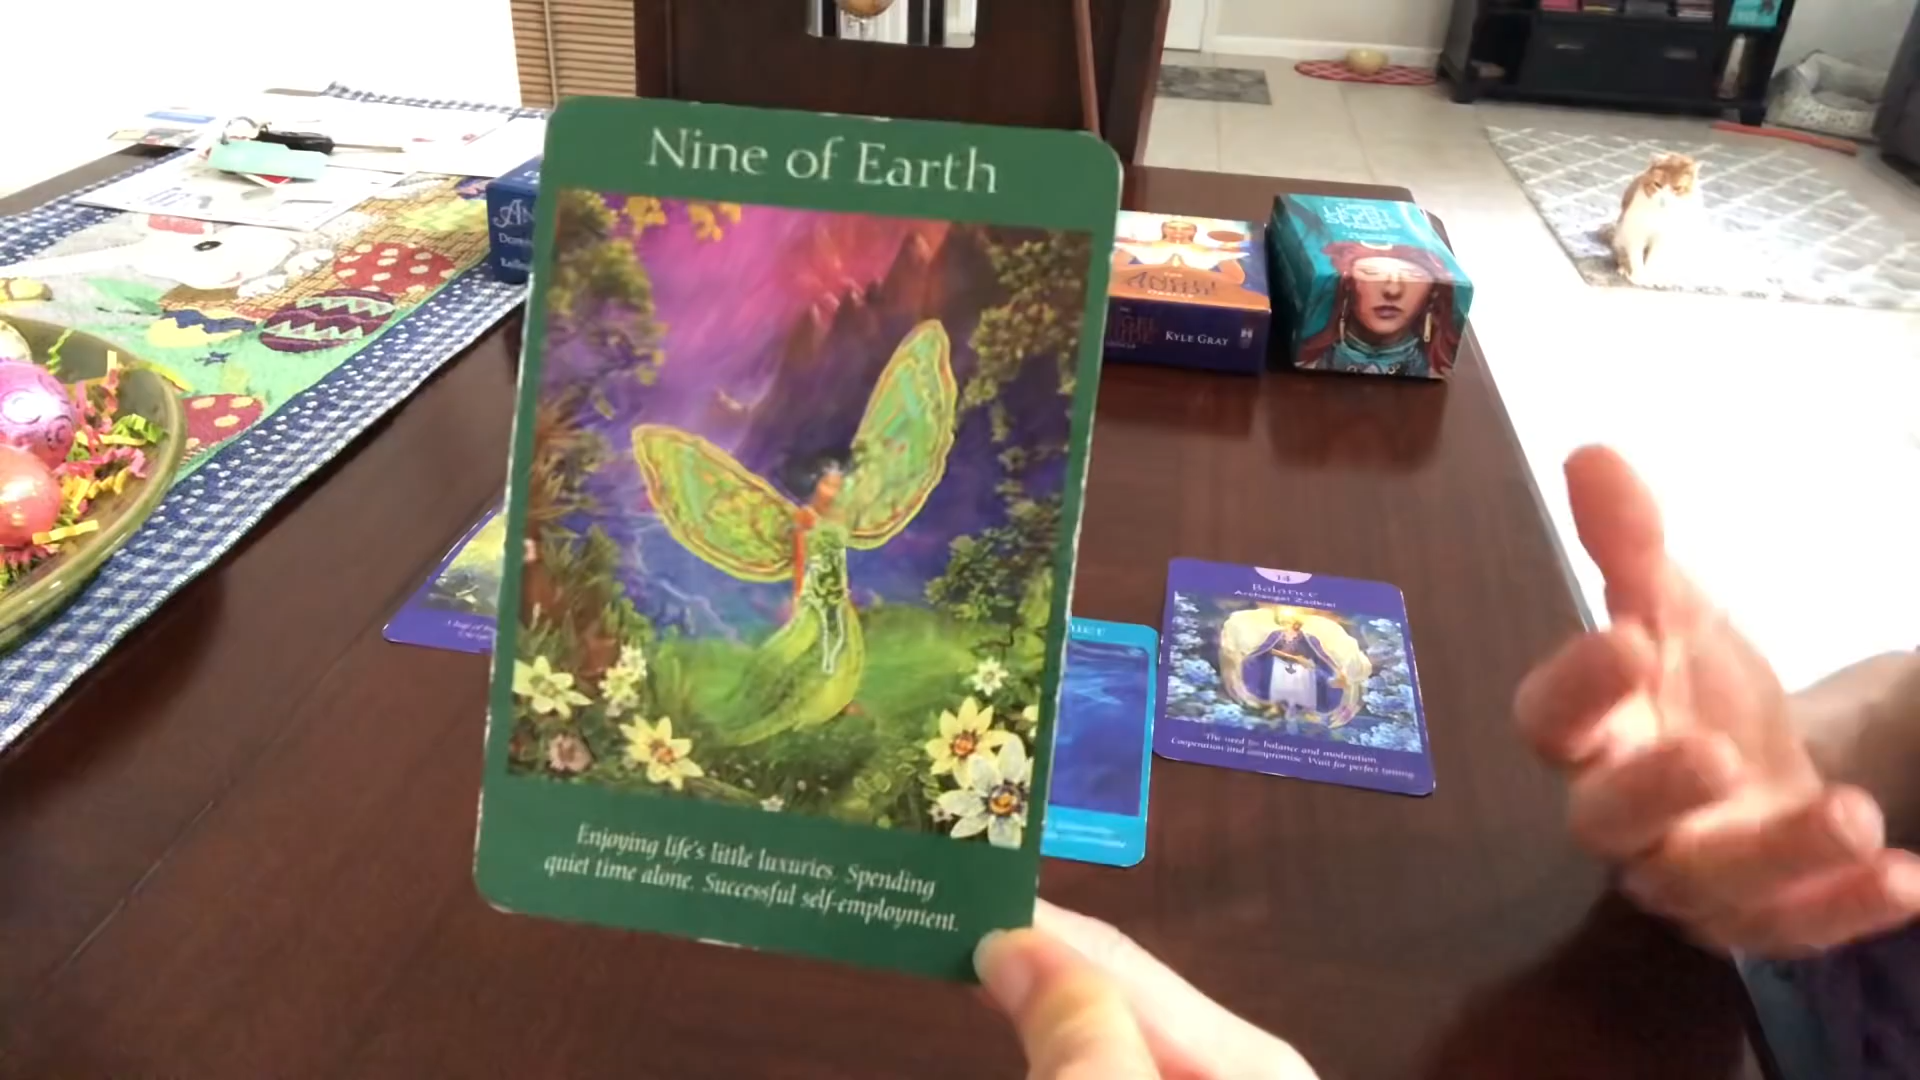 Nine of Earth
Enjoying life's little luxuries. Spending
quiet time alone. Successful self-employment.
KYLE GRAY
14
Balance
Archangel Zadkiel
The need for balance and moderation.
Cooperation and compromise. Wait for perfect timing.